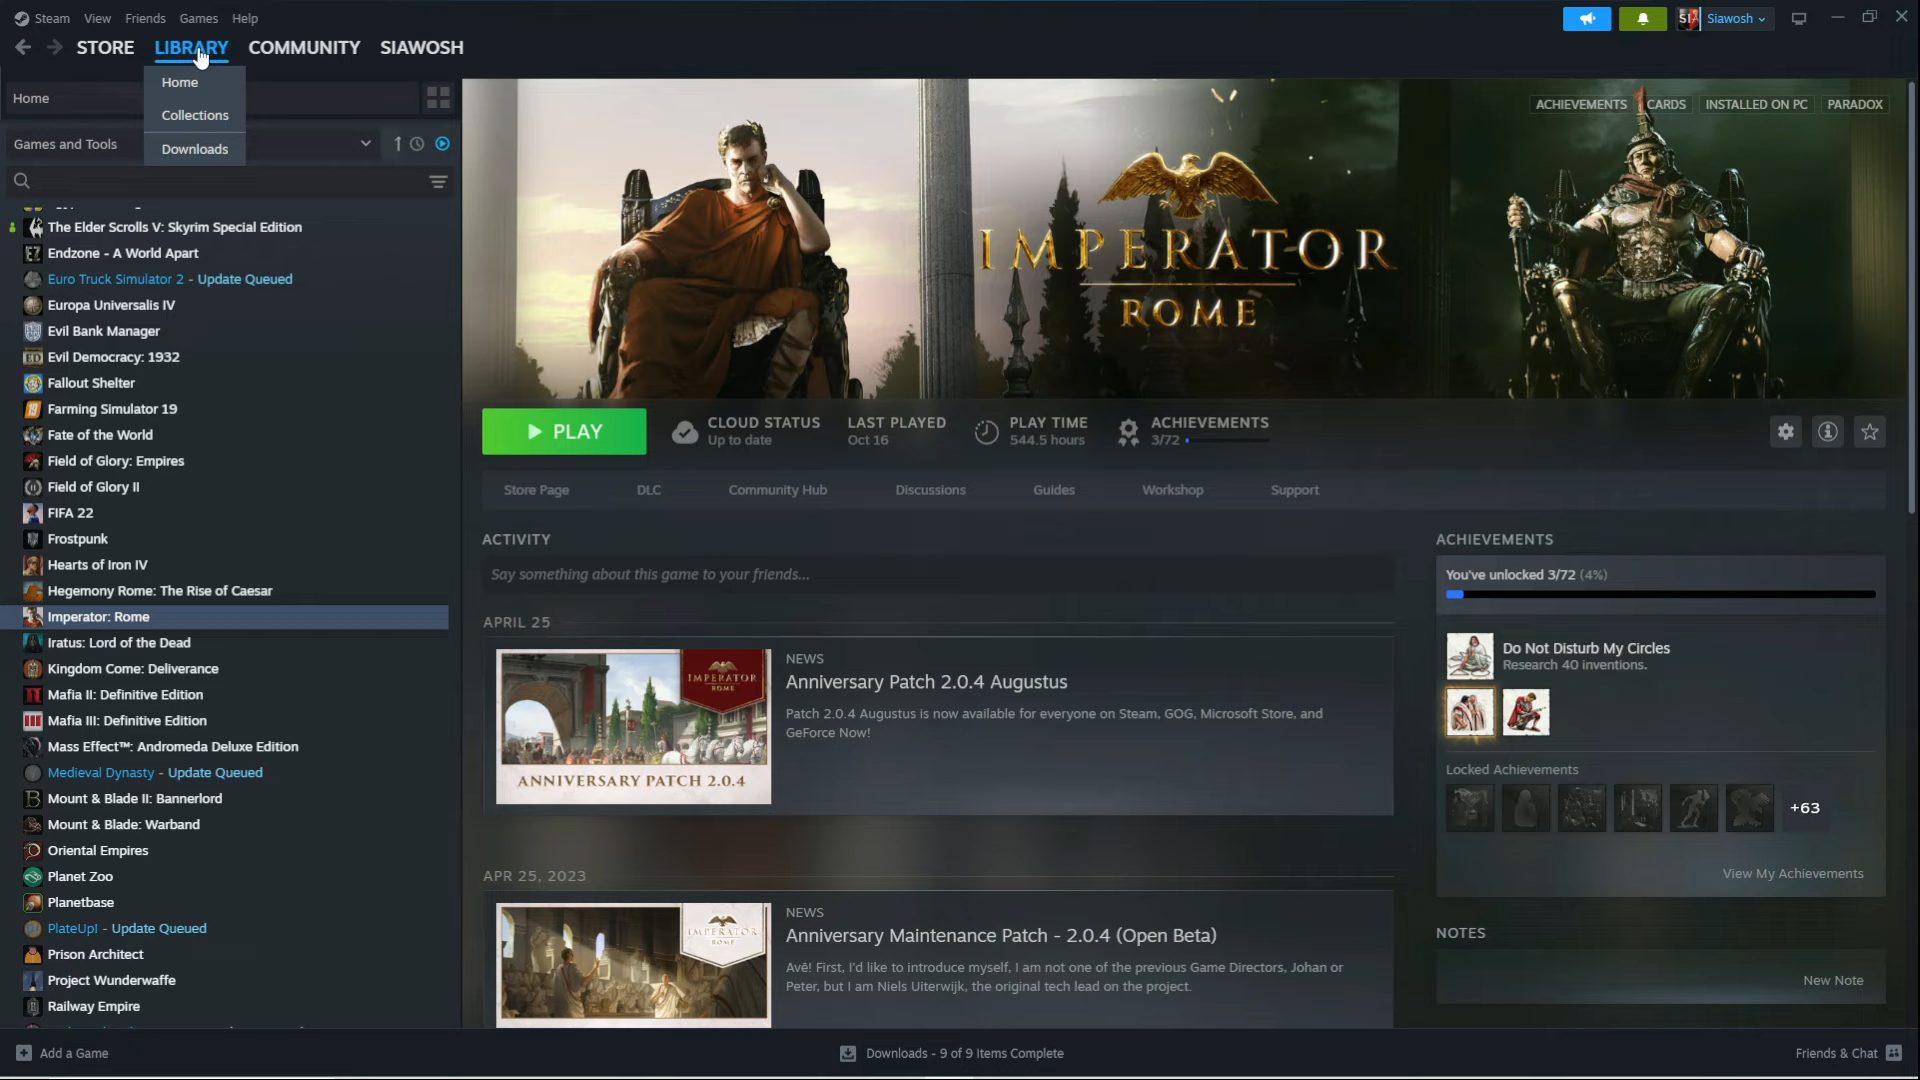 Steam View Friends Games Help
Siawosh
STORE LIBRARY COMMUNITY SIAWOSH
Home
Collections
Downloads
Home
Games and Tools
The Elder Scrolls V: Skyrim Special Edition
Endzone - A World Apart
Euro Truck Simulator 2 - Update Queued
Europa Universalis IV
Evil Bank Manager
Evil Democracy: 1932
Fallout Shelter
Farming Simulator 19
Fate of the World
Field of Glory: Empires
Field of Glory II
FIFA 22
Frostpunk
Hearts of Iron IV
Hegemony Rome: The Rise of Caesar
Imperator: Rome
Iratus: Lord of the Dead
Kingdom Come: Deliverance
Mafia II: Definitive Edition
Mafia III: Definitive Edition
Mass Effect™: Andromeda Deluxe Edition
Medieval Dynasty - Update Queued
Mount & Blade II: Bannerlord
Mount & Blade: Warband
Oriental Empires
Planet Zoo
Planetbase
PlateUp! - Update Queued
Prison Architect
Project Wunderwaffe
Railway Empire
ACHIEVEMENTS CARDS INSTALLED ON PC PARADOX
IMPERATOR
ROME
PLAY
CLOUD STATUS
Up to date
LAST PLAYED
Oct 16
PLAY TIME
544.5 hours
ACHIEVEMENTS
3/72
Store Page DLC Community Hub Discussions Guides Workshop Support
ACTIVITY
Say something about this game to your friends...
APRIL 25
IMPERATOR
ROME
ANNIVERSARY PATCH 2.0.4
NEWS
Anniversary Patch 2.0.4 Augustus
Patch 2.0.4 Augustus is now available for everyone on Steam, GOG, Microsoft Store, and
GeForce Now!
APR 25, 2023
IMPERATOR
ROME
NEWS
Anniversary Maintenance Patch - 2.0.4 (Open Beta)
Avē! First, I'd like to introduce myself, I am not one of the previous Game Directors, Johan or
Peter, but I am Niels Uiterwijk, the original tech lead on the project.
ACHIEVEMENTS
You've unlocked 3/72 (4%)
Do Not Disturb My Circles
Research 40 inventions.
Locked Achievements
+63
View My Achievements
NOTES
New Note
Add a Game
Downloads - 9 of 9 Items Complete
Friends & Chat